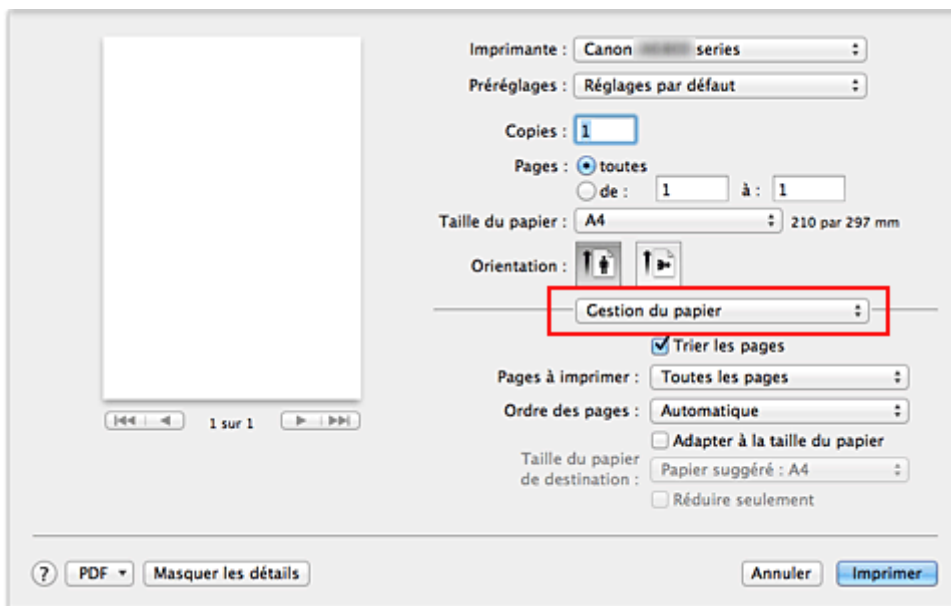 Imprimante : Canon series
Préréglages : Réglages par défaut
Copies : 1
Pages : toutes
de : 1 à : 1
Taille du papier : A4 210 par 297 mm
Orientation :
Gestion du papier
Trier les pages
Pages à imprimer : Toutes les pages
Ordre des pages : Automatique
Adapter à la taille du papier
Taille du papier
de destination : Papier suggéré : A4
Réduire seulement
1 sur 1
? PDF Masquer les détails Annuler Imprimer